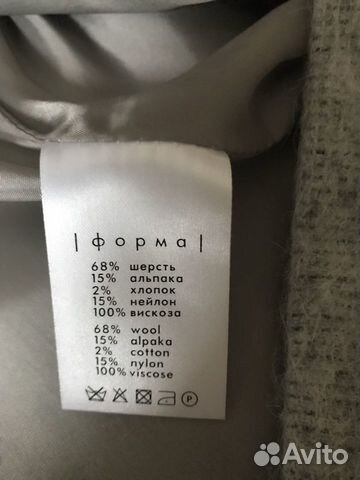 | форма |
68% шерсть
15% альпака
2% хлопок
15% нейлон
100% вискоза
68% wool
15% alpaka
2% cotton
15% nylon
100% viscose
P
Avito